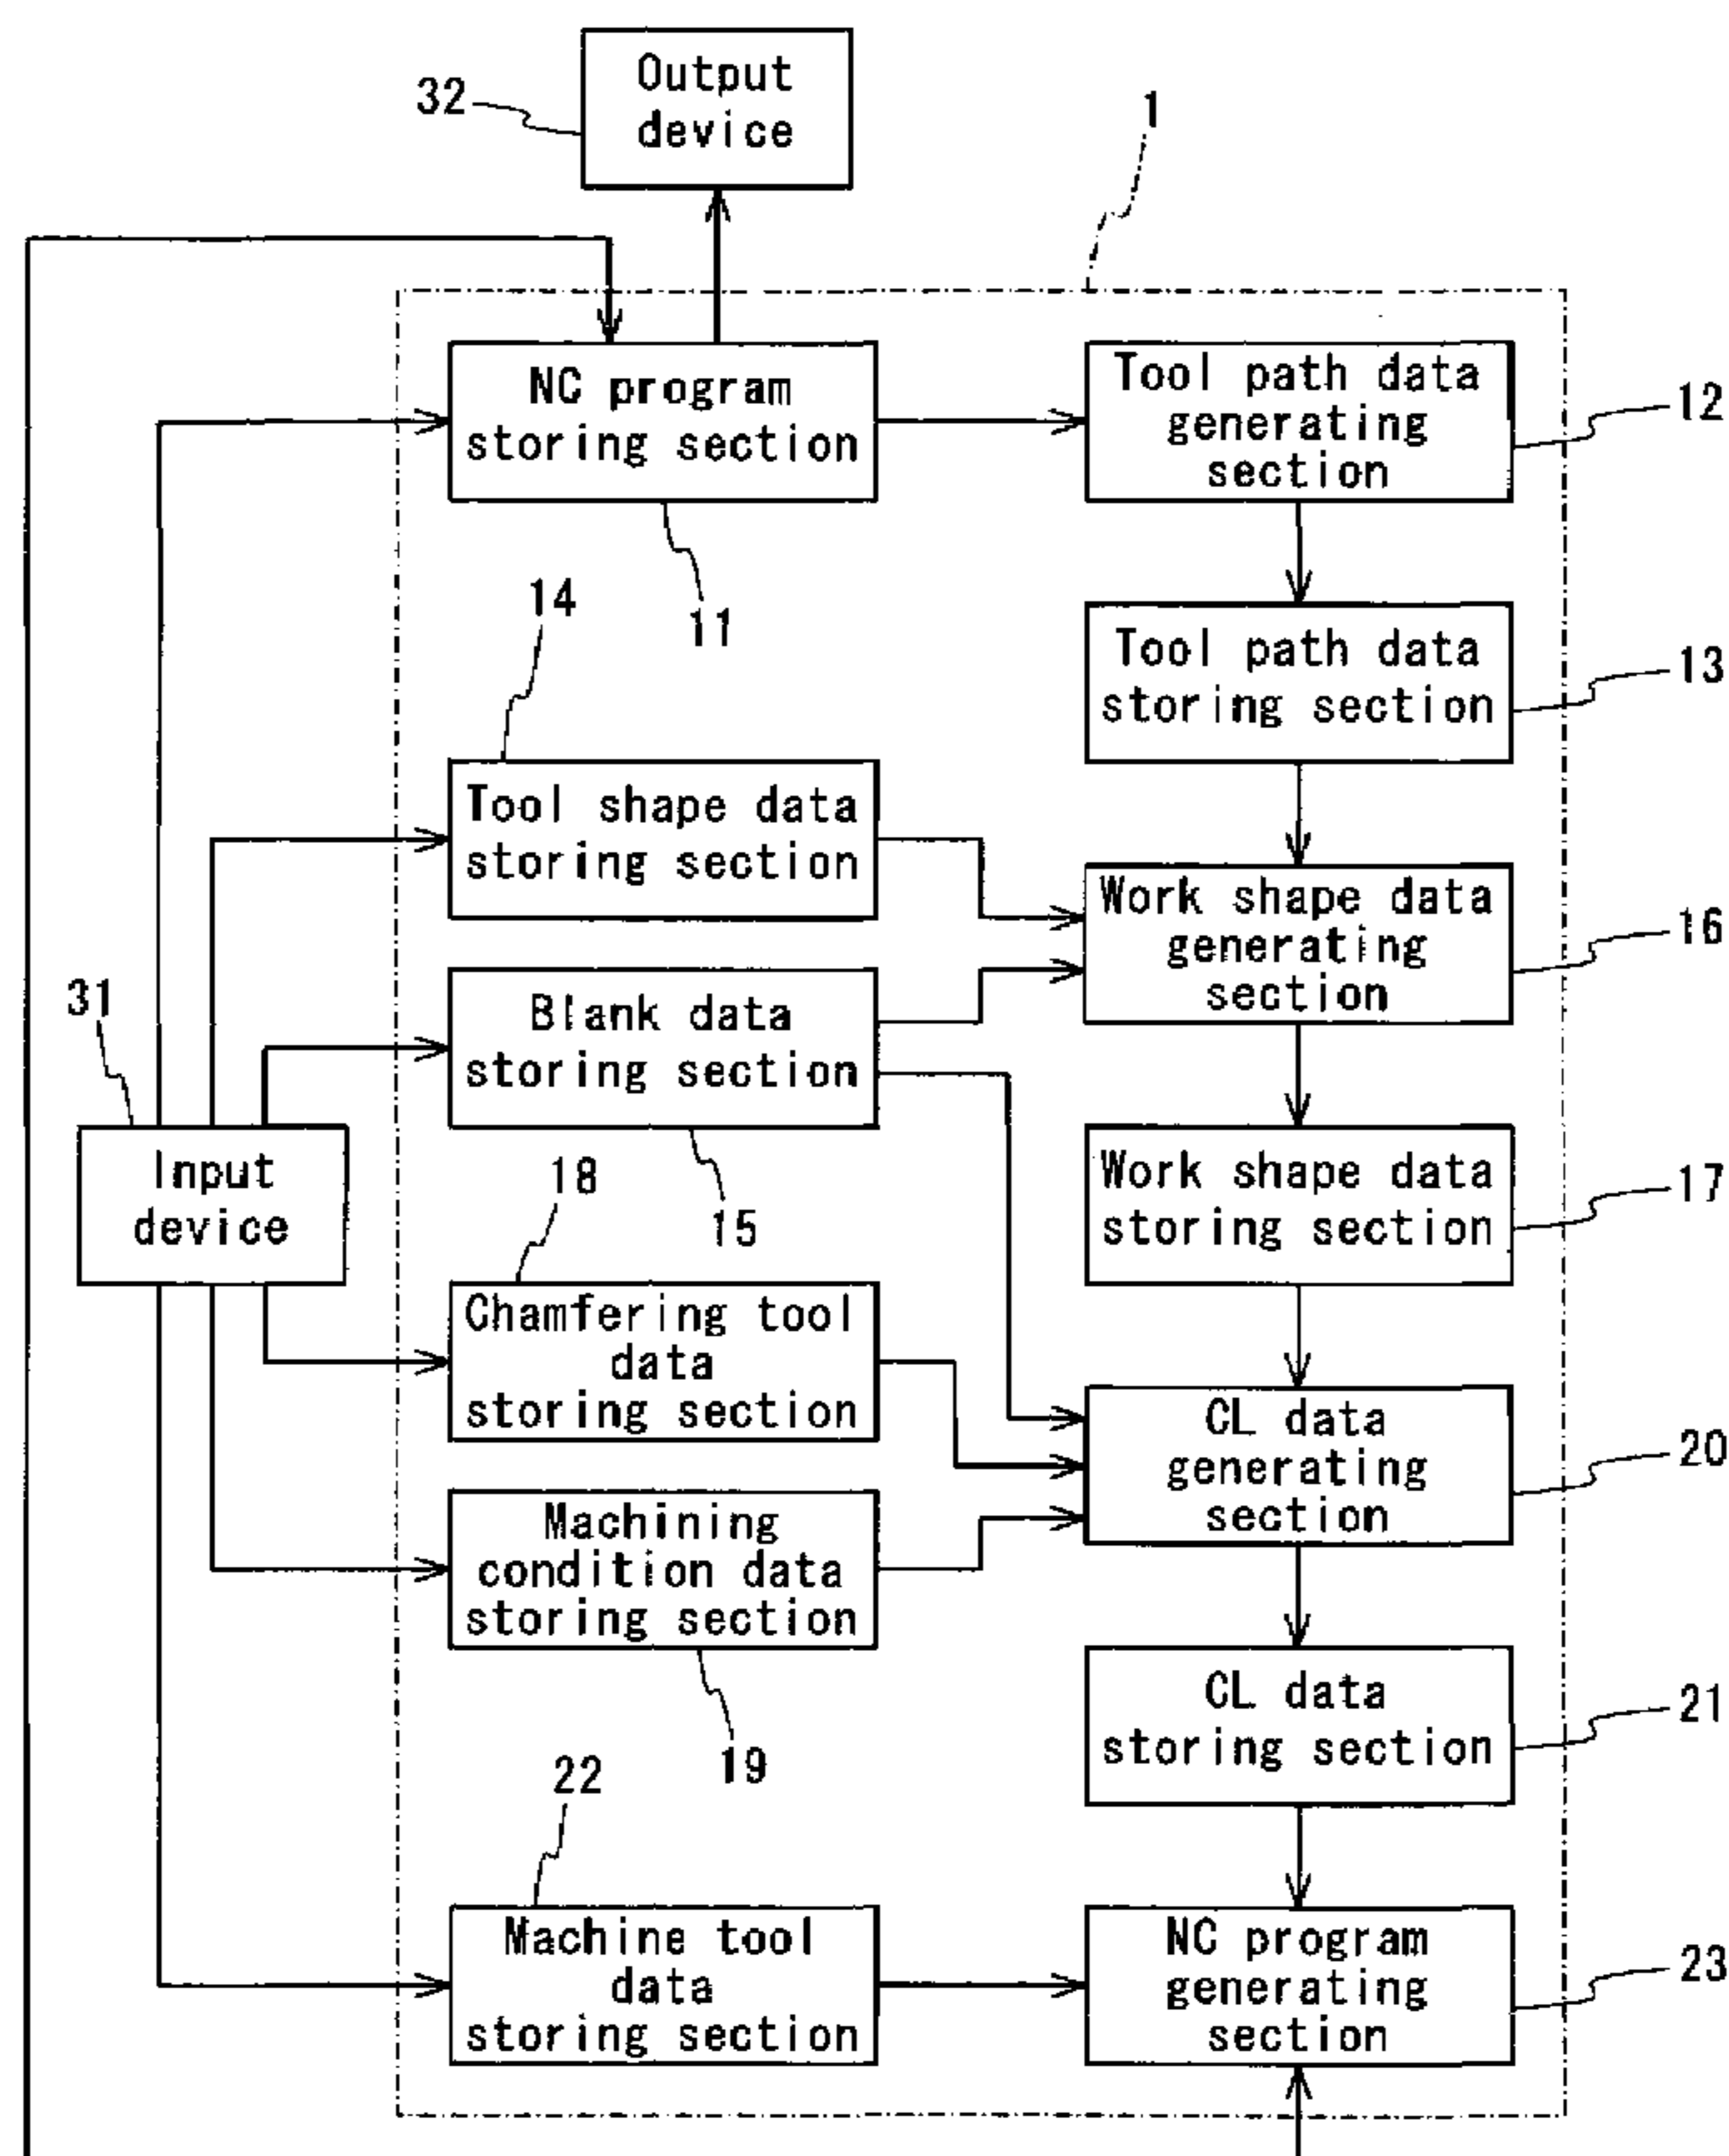 Output
device
32
1
NC program
storing section
11
Tool path data
generating
section
12
Tool path data
storing section
13
14
Tool shape data
storing section
Work shape data
generating
section
16
31
Input
device
Blank data
storing section
15
Work shape data
storing section
17
18
Chamfering tool
data
storing section
CL data
generating
section
20
Machining
condition data
storing section
19
CL data
storing section
21
22
Machine tool
data
storing section
NC program
generating
section
23